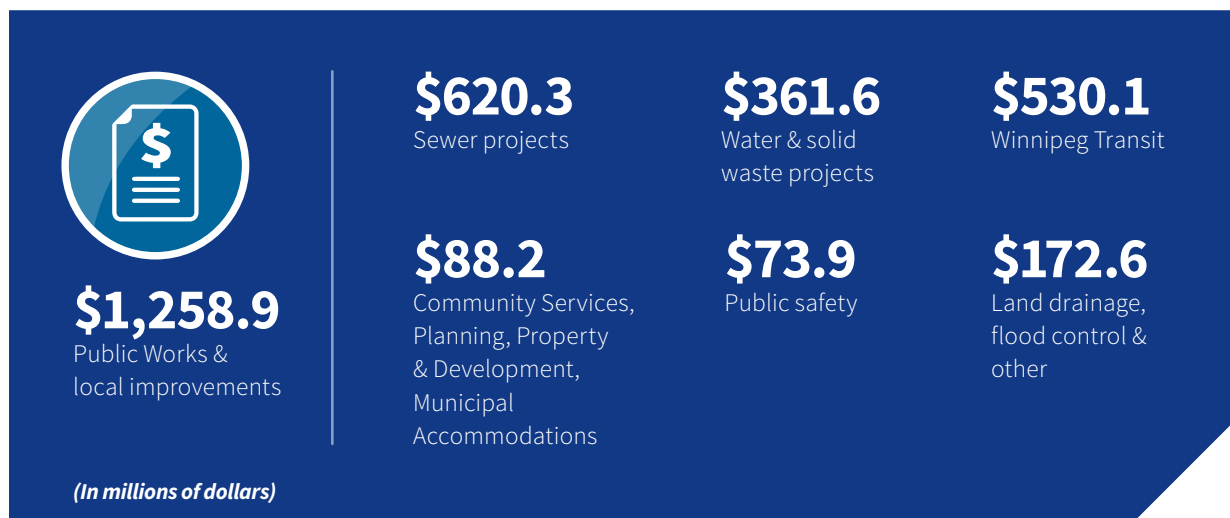 $
$1,258.9
Public Works &
local improvements
(In millions of dollars)
$620.3
Sewer projects
$361.6
Water & solid
waste projects
$530.1
Winnipeg Transit
$88.2
Community Services,
Planning, Property
& Development,
Municipal
Accommodations
$73.9
Public safety
$172.6
Land drainage,
flood control &
other